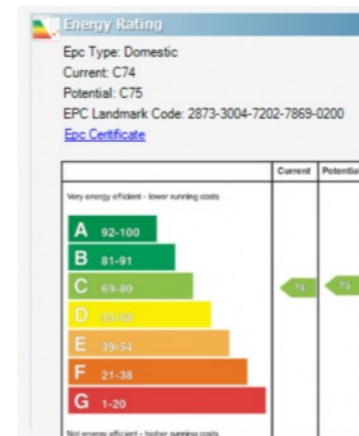 Energy Rating
Epc Type: Domestic
Current: C74
Potential: C75
EPC Landmark Code: 2873-3004-7202-7869-0200
Epc Certificate
Current Potential
Very energy efficient - lower running costs
A 92-100
B 81-91
C 69-80
74 75
D 55-68
E 39-54
F 21-38
G 1-20
Not energy efficient - higher running costs